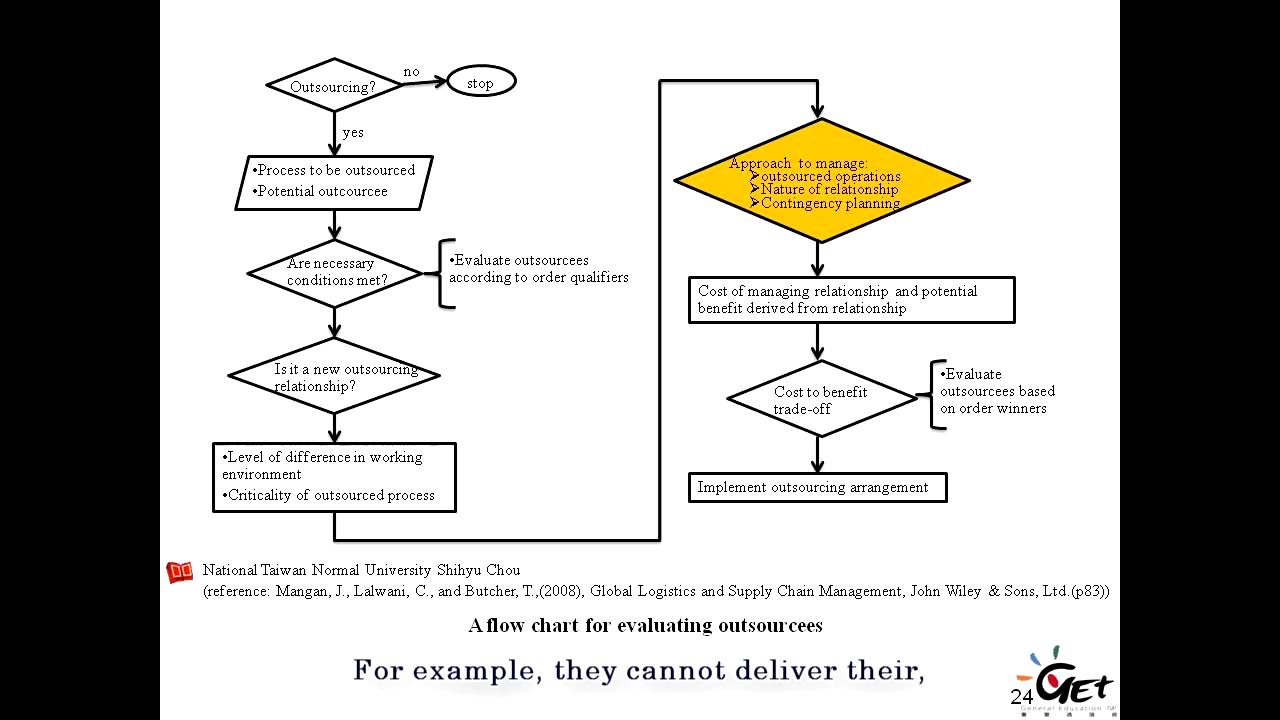 Outsourcing?
no
stop
yes
•Process to be outsourced
•Potential outcourcee
Are necessary
conditions met?
•Evaluate outsourcees
according to order qualifiers
Is it a new outsourcing
relationship?
•Level of difference in working
environment
•Criticality of outsourced process
Approach to manage:
➢outsourced operations
➢Nature of relationship
➢Contingency planning
Cost of managing relationship and potential
benefit derived from relationship
Cost to benefit
trade-off
•Evaluate
outsourcees based
on order winners
Implement outsourcing arrangement
National Taiwan Normal University Shihyu Chou
(reference: Mangan, J., Lalwani, C., and Butcher, T.,(2008), Global Logistics and Supply Chain Management, John Wiley & Sons, Ltd.(p83))
A flow chart for evaluating outsourcees
For example, they cannot deliver their,
24
GET
General Education TW